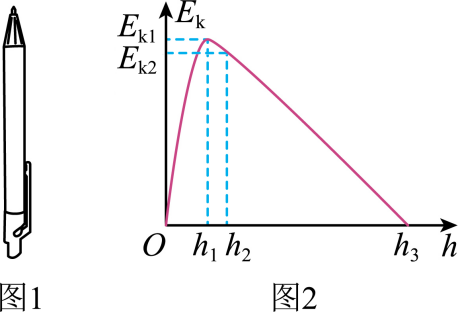 E_k
E_k1
E_k2
O h_1 h_2 h_3 h
图1 图2